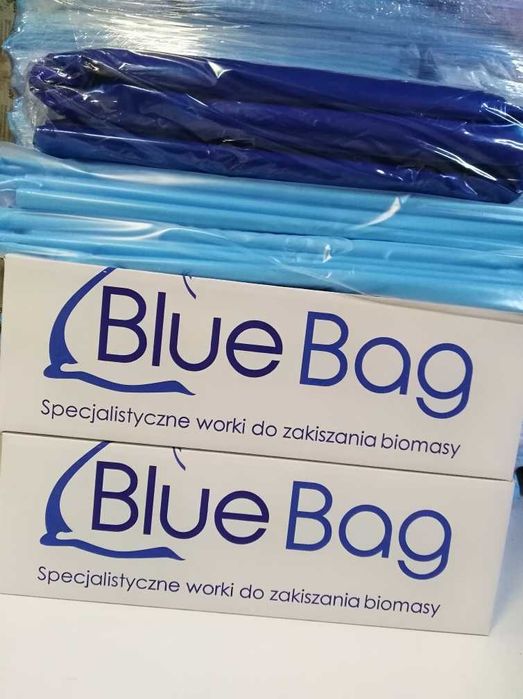 Blue Bag
Specjalistyczne worki do zakiszania biomasy
Blue Bag
Specjalistyczne worki do zakiszania biomasy